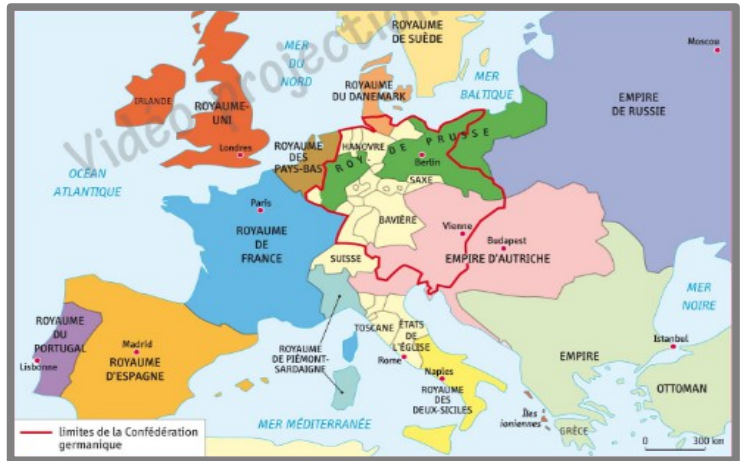 Vidéo projection
ROYAUME
DE SUÈDE
Moscou
MER
DU
NORD
ROYAUME
DU DANEMARK
MER
BALTIQUE
IRLANDE
ROYAUME-
UNI
EMPIRE
DE RUSSIE
Londres
ROYAUME
DES
PAYS-BAS
HANOVRE
ROY. DE PRUSSE
Berlin
SAXE
OCÉAN
ATLANTIQUE
Paris
ROYAUME
DE
FRANCE
BAVIÈRE
Vienne
Budapest
EMPIRE D'AUTRICHE
SUISSE
MER
NOIRE
ROYAUME
DU
PORTUGAL
Lisbonne
Madrid
ROYAUME
D'ESPAGNE
ROYAUME
DE PIÉMONT-
SARDAIGNE
TOSCANE
ÉTATS
DE
L'ÉGLISE
Rome
Naples
ROYAUME
DES
DEUX-SICILES
EMPIRE
OTTOMAN
Istanbul
Îles
ioniennes
GRÈCE
MER MÉDITERRANÉE
limites de la Confédération
germanique
0 300 km